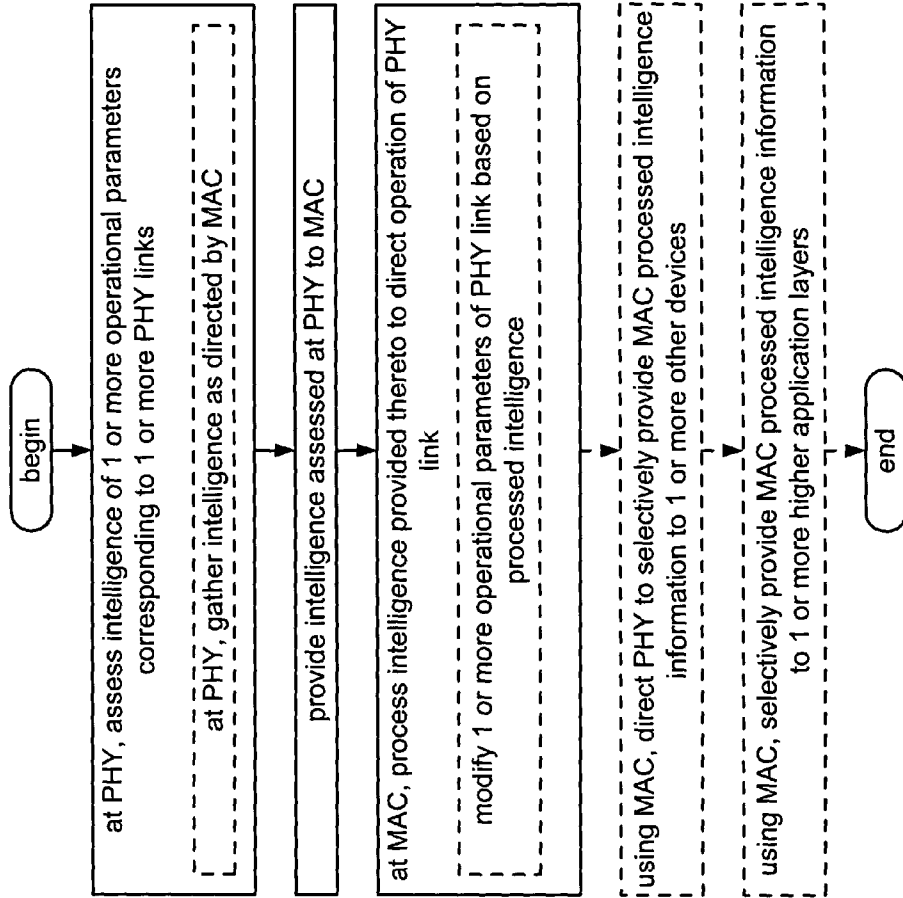 begin
at PHY, assess intelligence of 1 or more operational parameters
corresponding to 1 or more PHY links
at PHY, gather intelligence as directed by MAC
provide intelligence assessed at PHY to MAC
at MAC, process intelligence provided thereto to direct operation of PHY
link
modify 1 or more operational parameters of PHY link based on
processed intelligence
using MAC, direct PHY to selectively provide MAC processed intelligence
information to 1 or more other devices
using MAC, selectively provide MAC processed intelligence information
to 1 or more higher application layers
end